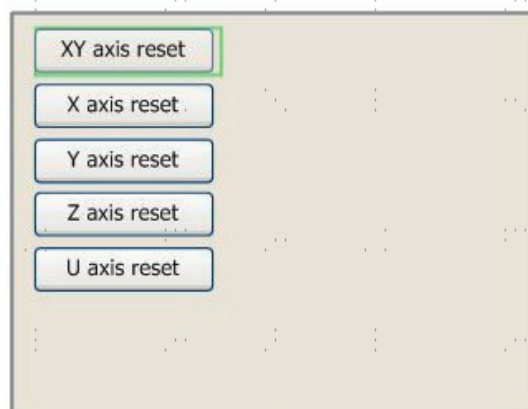 XY axis reset
X axis reset
Y axis reset
Z axis reset
U axis reset